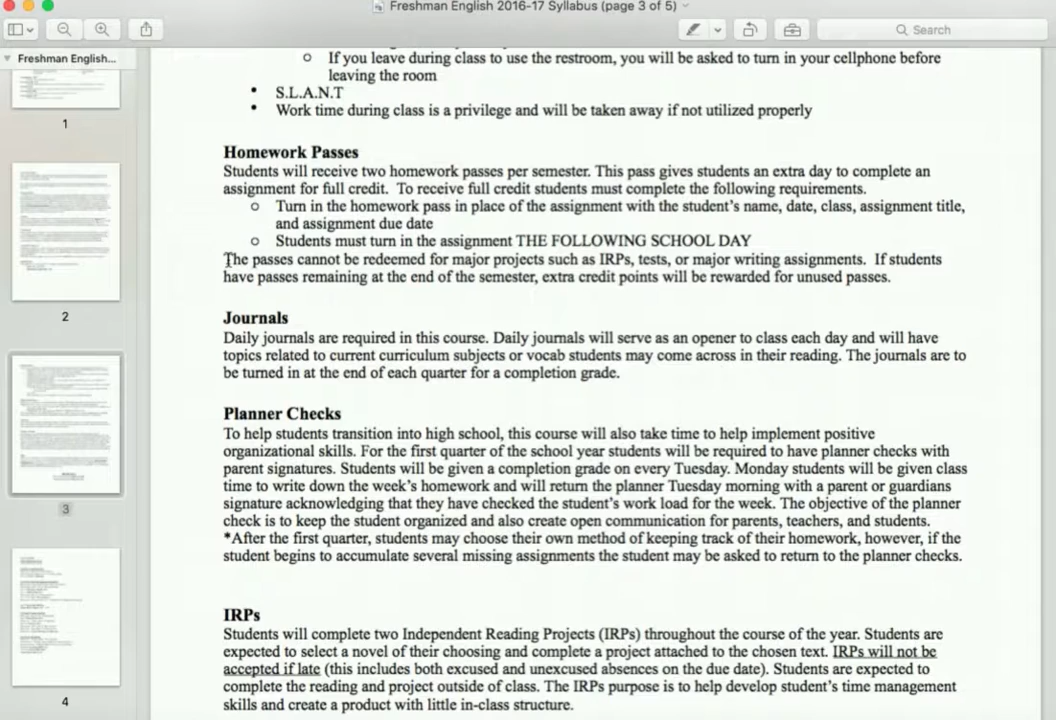 Freshman English 2016-17 Syllabus (page 3 of 5)
Search
Freshman English...
1
2
3
4
o If you leave during class to use the restroom, you will be asked to turn in your cellphone before
leaving the room
• S.L.A.N.T
• Work time during class is a privilege and will be taken away if not utilized properly
Homework Passes
Students will receive two homework passes per semester. This pass gives students an extra day to complete an
assignment for full credit.  To receive full credit students must complete the following requirements.
o Turn in the homework pass in place of the assignment with the student's name, date, class, assignment title,
and assignment due date
o Students must turn in the assignment THE FOLLOWING SCHOOL DAY
The passes cannot be redeemed for major projects such as IRPs, tests, or major writing assignments.  If students
have passes remaining at the end of the semester, extra credit points will be rewarded for unused passes.
Journals
Daily journals are required in this course. Daily journals will serve as an opener to class each day and will have
topics related to current curriculum subjects or vocab students may come across in their reading. The journals are to
be turned in at the end of each quarter for a completion grade.
Planner Checks
To help students transition into high school, this course will also take time to help implement positive
organizational skills. For the first quarter of the school year students will be required to have planner checks with
parent signatures. Students will be given a completion grade on every Tuesday. Monday students will be given class
time to write down the week's homework and will return the planner Tuesday morning with a parent or guardians
signature acknowledging that they have checked the student's work load for the week. The objective of the planner
check is to keep the student organized and also create open communication for parents, teachers, and students.
*After the first quarter, students may choose their own method of keeping track of their homework, however, if the
student begins to accumulate several missing assignments the student may be asked to return to the planner checks.
IRPs
Students will complete two Independent Reading Projects (IRPs) throughout the course of the year. Students are
expected to select a novel of their choosing and complete a project attached to the chosen text. IRPs will not be
accepted if late (this includes both excused and unexcused absences on the due date). Students are expected to
complete the reading and project outside of class. The IRPs purpose is to help develop student's time management
skills and create a product with little in-class structure.